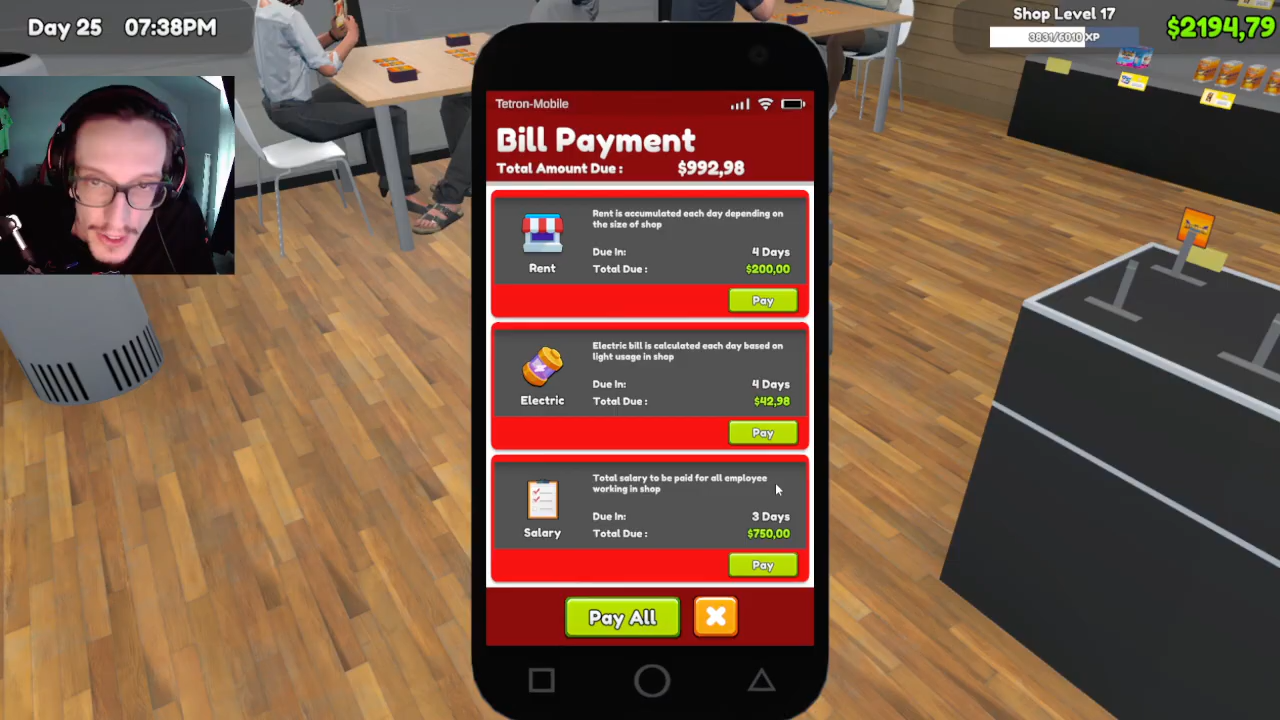 Day 25 07:38PM
Shop Level 17
3831/6010 XP
$2194,79
Tetron-Mobile
Bill Payment
Total Amount Due : $992,98
Rent is accumulated each day depending on
the size of shop
Due In: 4 Days
Total Due : $200,00
Rent
Pay
Electric bill is calculated each day based on
light usage in shop
Due In: 4 Days
Total Due : $42,98
Electric
Pay
Total salary to be paid for all employee
working in shop
Due In: 3 Days
Total Due : $750,00
Salary
Pay
Pay All